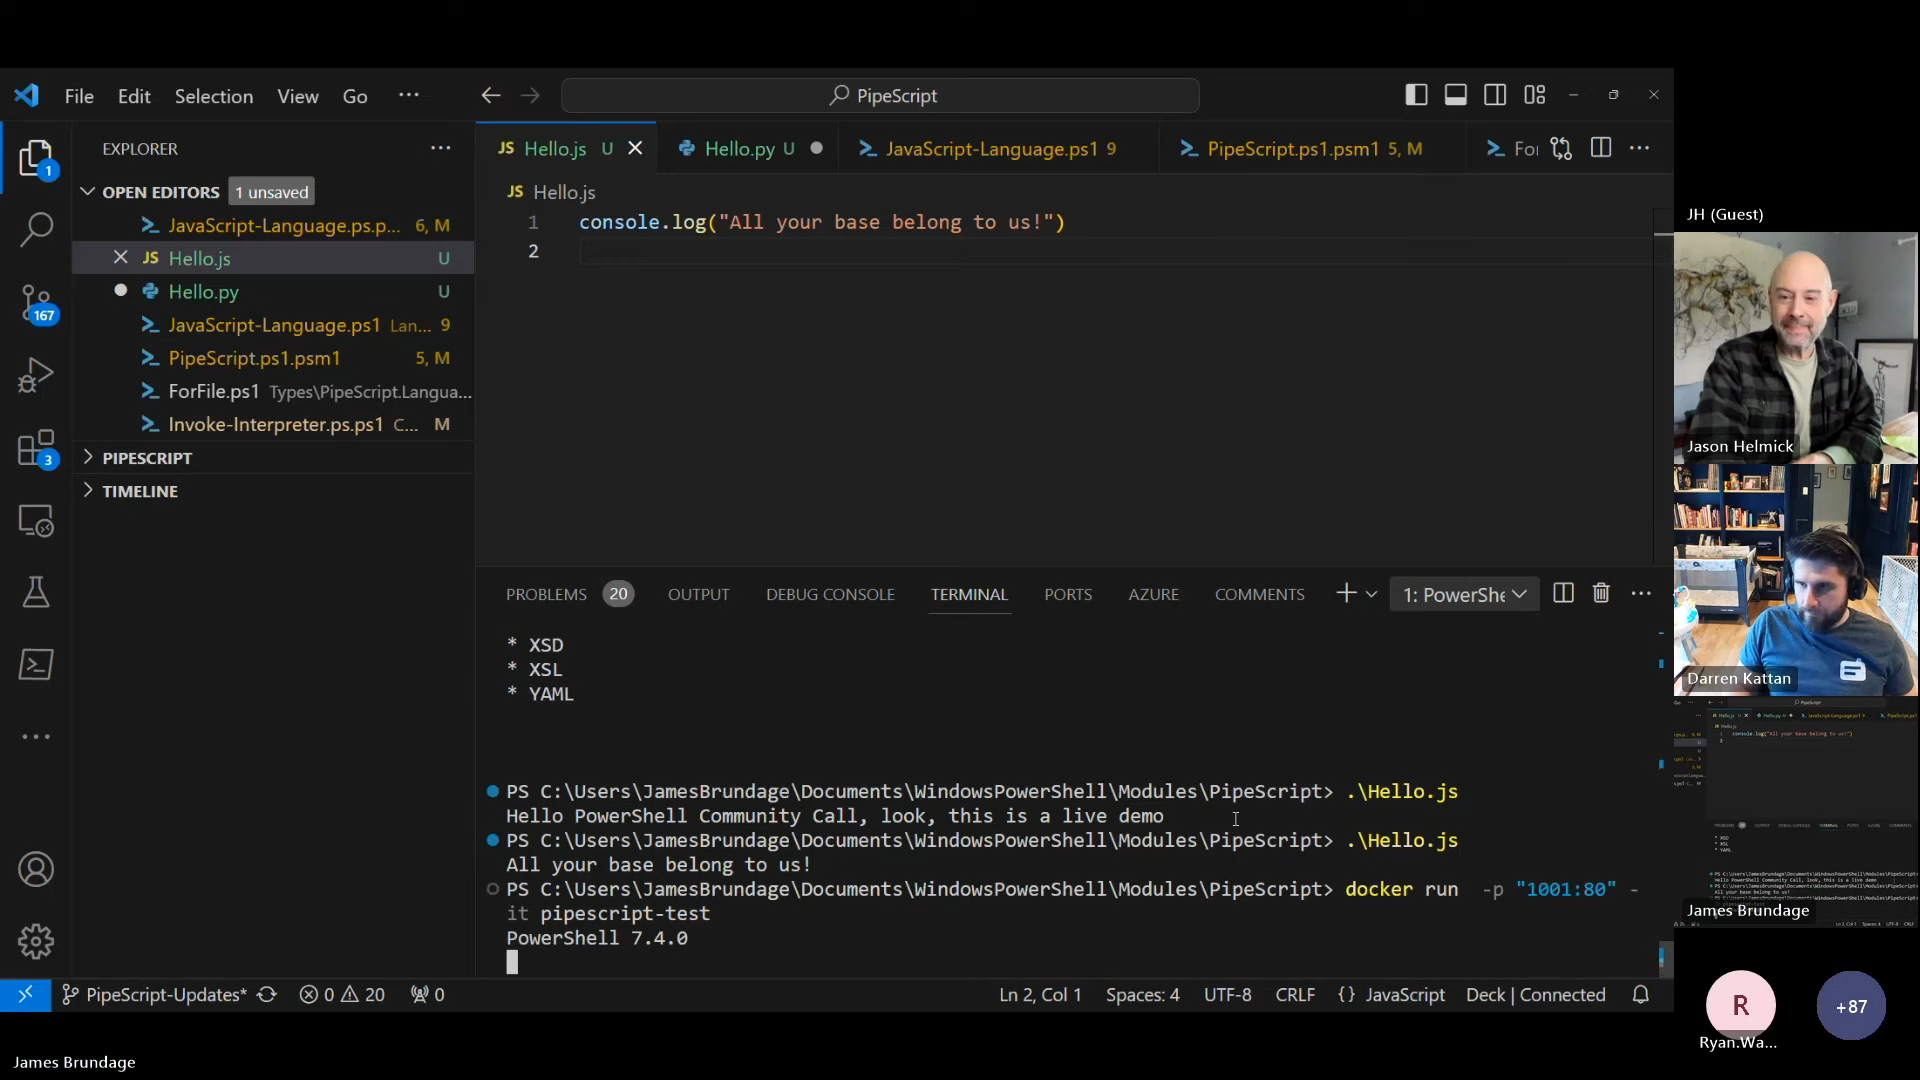 File Edit Selection View Go ··· PipeScript
EXPLORER ···
OPEN EDITORS 1 unsaved
JavaScript-Language.ps.p... 6, M
JS Hello.js U
Hello.py U
JavaScript-Language.ps1 Lan... 9
PipeScript.ps1.psm1 5, M
ForFile.ps1 Types\PipeScript.Langua...
Invoke-Interpreter.ps.ps1 C... M
PIPESCRIPT
TIMELINE
1
167
3
JS Hello.js U Hello.py U JavaScript-Language.ps1 9 PipeScript.ps1.psm1 5, M For
JS Hello.js
1 console.log("All your base belong to us!")
2
PROBLEMS 20 OUTPUT DEBUG CONSOLE TERMINAL PORTS AZURE COMMENTS 1: PowerShe
* XSD
* XSL
* YAML
PS C:\Users\JamesBrundage\Documents\WindowsPowerShell\Modules\PipeScript> .\Hello.js
Hello PowerShell Community Call, look, this is a live demo
PS C:\Users\JamesBrundage\Documents\WindowsPowerShell\Modules\PipeScript> .\Hello.js
All your base belong to us!
PS C:\Users\JamesBrundage\Documents\WindowsPowerShell\Modules\PipeScript> docker run -p "1001:80" -
it pipescript-test
PowerShell 7.4.0
PipeScript-Updates* 0 20 0 Ln 2, Col 1 Spaces: 4 UTF-8 CRLF {} JavaScript Deck | Connected
JH (Guest)
Jason Helmick
Darren Kattan
James Brundage
R
+87
Ryan.Wa...
James Brundage